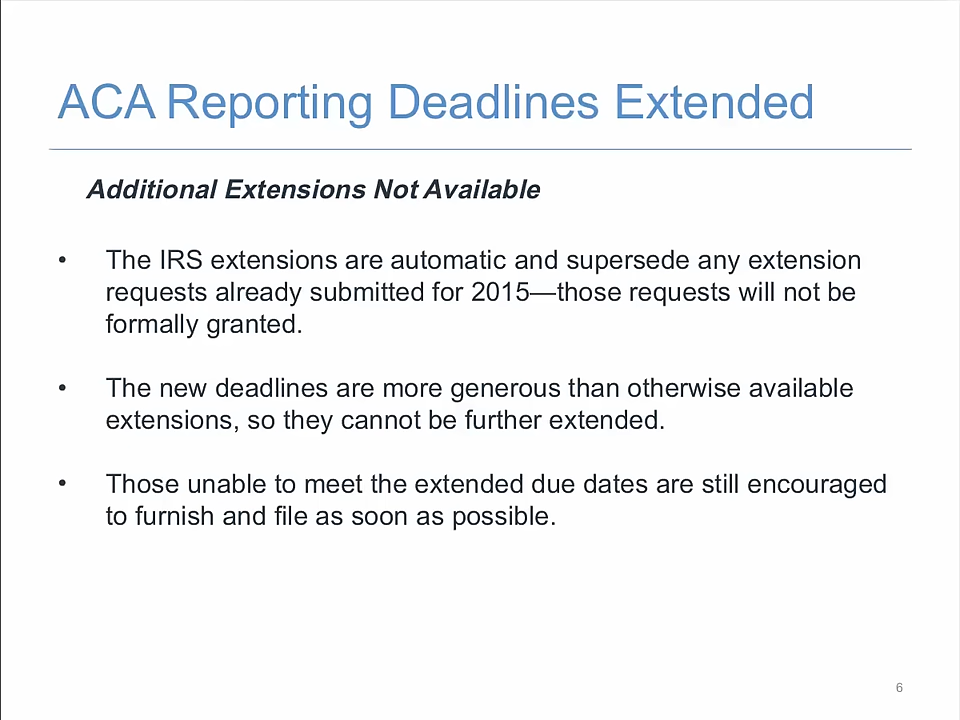 ACA Reporting Deadlines Extended
Additional Extensions Not Available
• The IRS extensions are automatic and supersede any extension
requests already submitted for 2015—those requests will not be
formally granted.
• The new deadlines are more generous than otherwise available
extensions, so they cannot be further extended.
• Those unable to meet the extended due dates are still encouraged
to furnish and file as soon as possible.
6